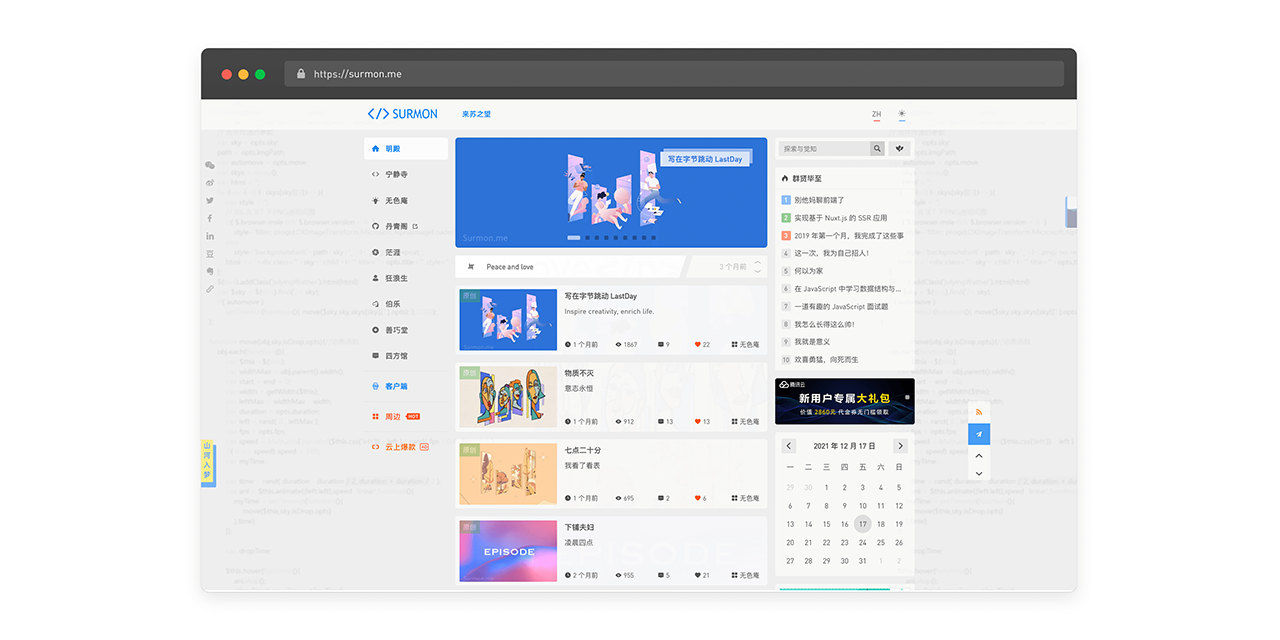 https://surmon.me
</> SURMON
来苏之望
ZH
明殿
宁静寺
无色庵
丹青阁
茫涯
狂浪生
伯乐
善巧堂
四方馆
客户端
周边 HOT
云上爆款 AD
山河入梦
写在字节跳动 LastDay
Surmon.me
Peace and love
3 个月前
原创
写在字节跳动 LastDay
Inspire creativity, enrich life.
1 个月前 1867 9 22 无色庵
原创
物质不灭
意志永恒
1 个月前 912 13 13 无色庵
原创
七点二十分
我看了看表
1 个月前 695 2 6 无色庵
原创
EPISODE
下铺夫妇
凌晨四点
2 个月前 955 5 21 无色庵
探索与觉知
群贤毕至
1 别他妈聊前端了
2 实现基于 Nuxt.js 的 SSR 应用
3 2019 年第一个月，我完成了这些事
4 这一次，我为自己招人！
5 何以为家
6 在 JavaScript 中学习数据结构与...
7 一道有趣的 JavaScript 面试题
8 我怎么长得这么帅！
9 我就是意义
10 欢喜勇猛，向死而生
腾讯云
新用户专属大礼包
价值 2860元 代金券无门槛领取
2021 年 12 月 17 日
一 二 三 四 五 六 日
29 30 1 2 3 4 5
6 7 8 9 10 11 12
13 14 15 16 17 18 19
20 21 22 23 24 25 26
27 28 29 30 31 1 2